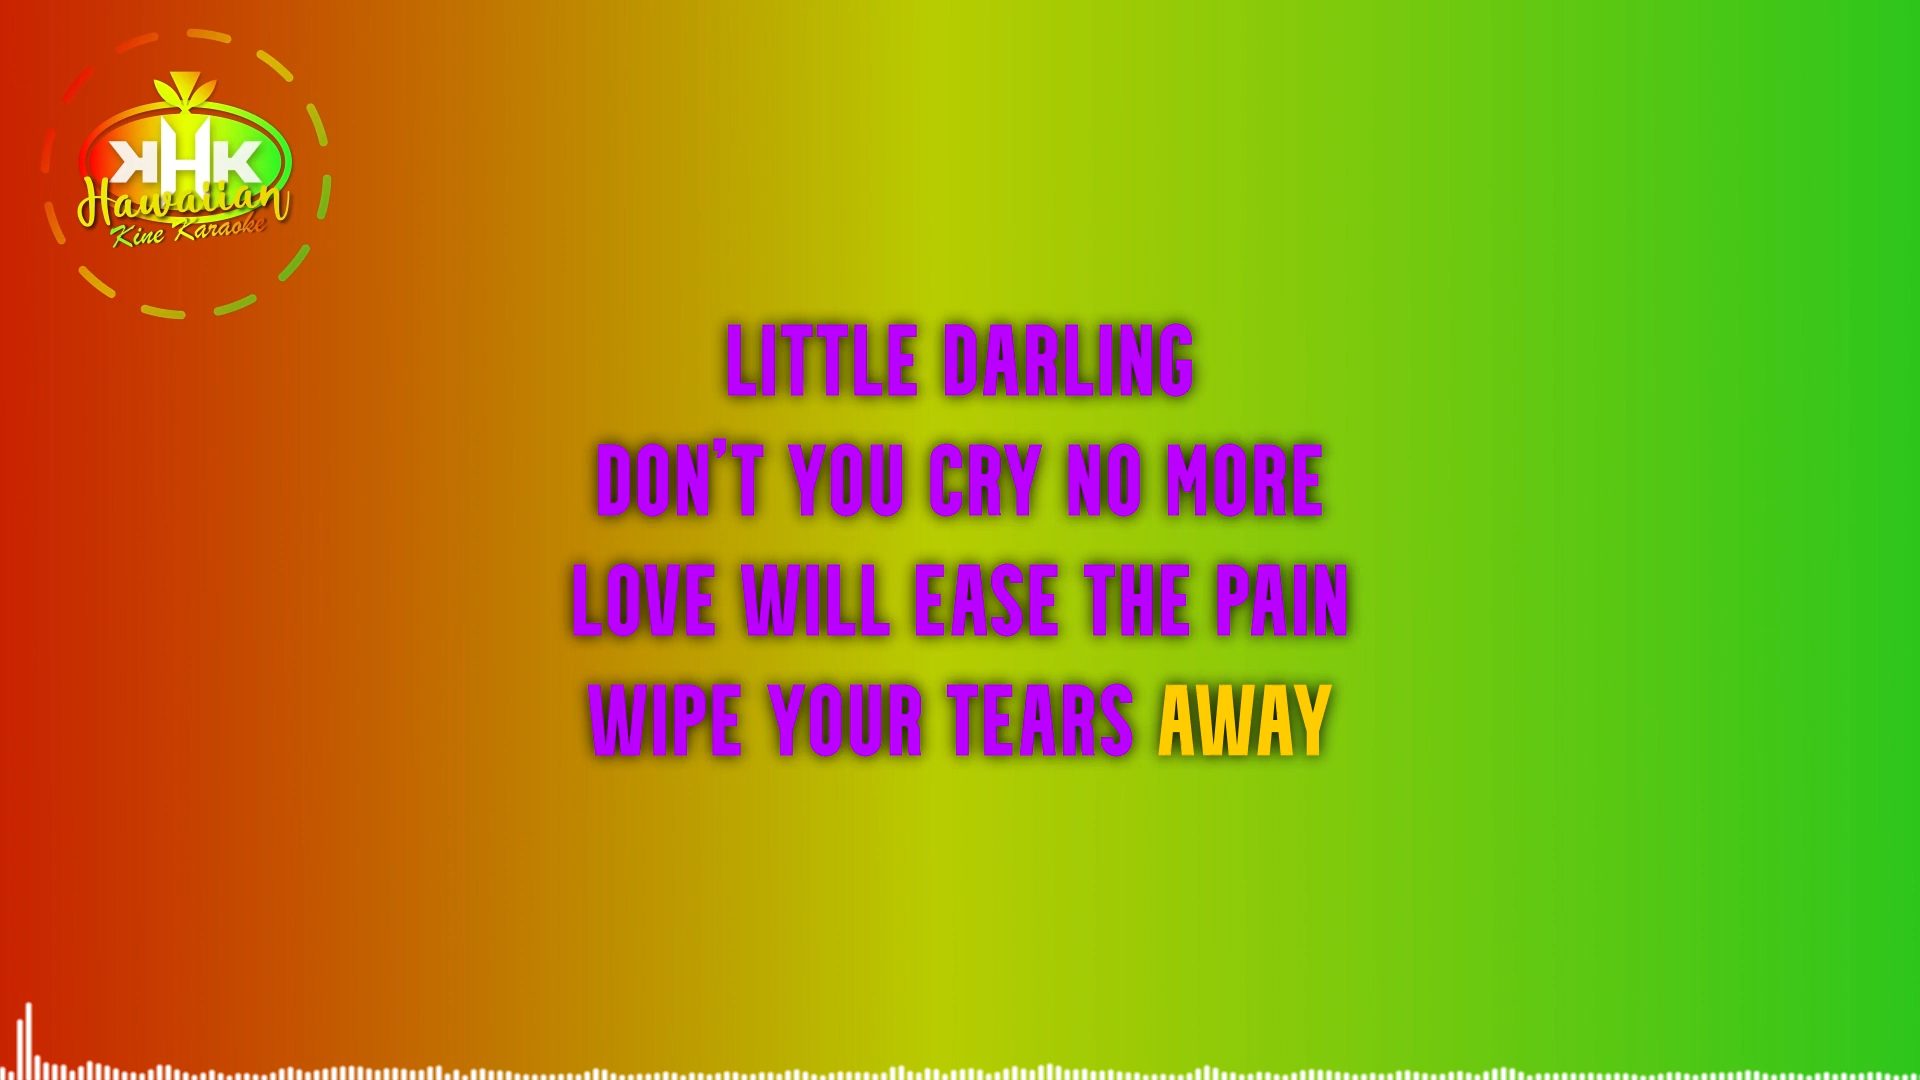 KHK
Hawaiian
Kine Karaoke
LITTLE DARLING
DON'T YOU CRY NO MORE
LOVE WILL EASE THE PAIN
WIPE YOUR TEARS AWAY